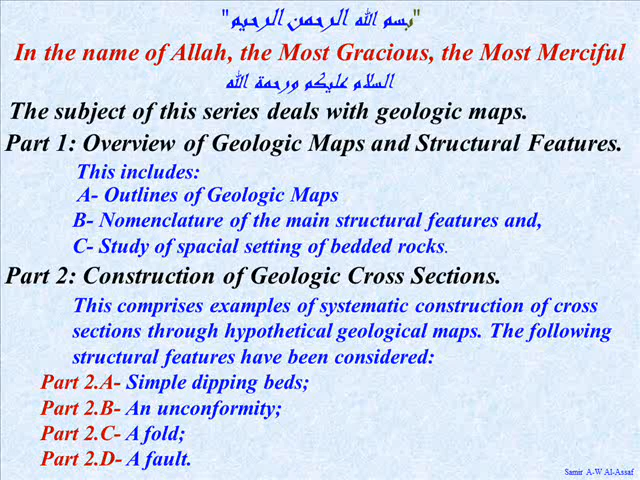 "بسم الله الرحمن الرحيم"
In the name of Allah, the Most Gracious, the Most Merciful
السلام عليكم ورحمة الله
The subject of this series deals with geologic maps.
Part 1: Overview of Geologic Maps and Structural Features.
This includes:
A- Outlines of Geologic Maps
B- Nomenclature of the main structural features and,
C- Study of spacial setting of bedded rocks.
Part 2: Construction of Geologic Cross Sections.
This comprises examples of systematic construction of cross
sections through hypothetical geological maps. The following
structural features have been considered:
Part 2.A- Simple dipping beds;
Part 2.B- An unconformity;
Part 2.C- A fold;
Part 2.D- A fault.
Samir A-W Al-Assaf